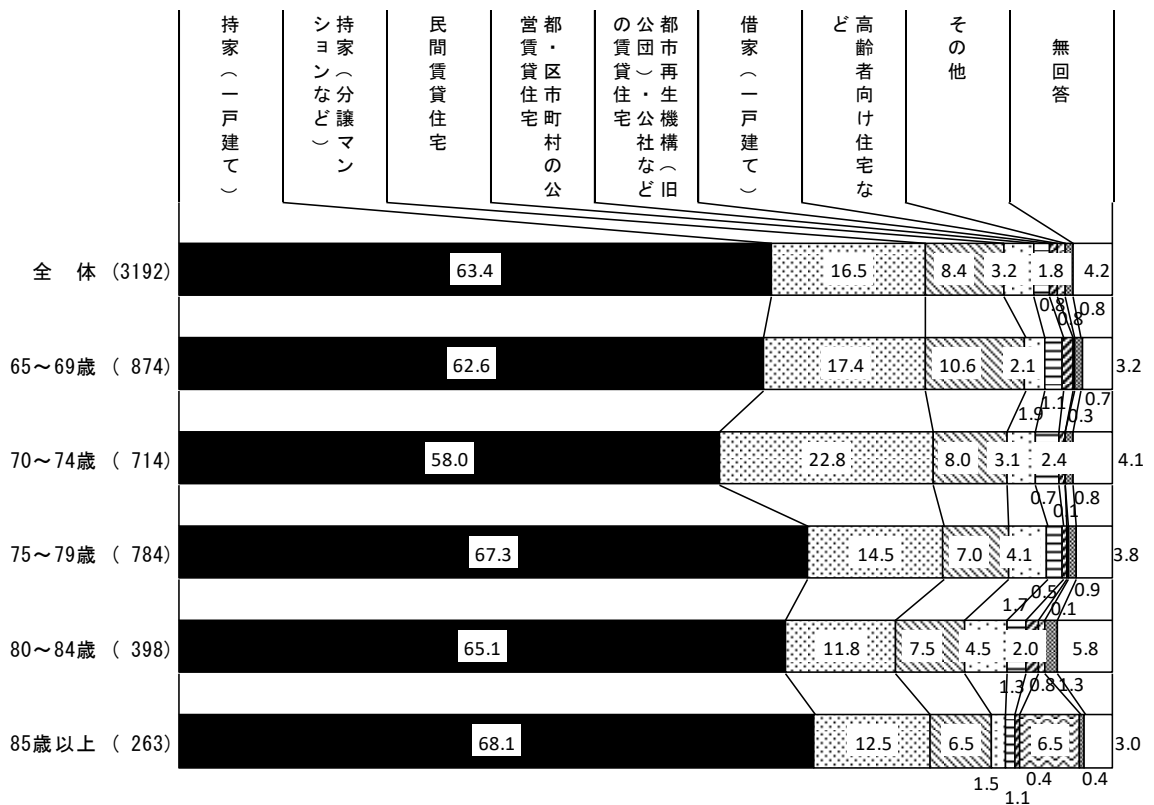 持家（一戸建て）
持家（分譲マン
ションなど）
民間賃貸住宅
都・区市町村の公
営賃貸住宅
都市再生機構（旧
公団）・公社など
の賃貸住宅
借家（一戸建て）
高齢者向け住宅な
ど
その他
無回答
全　体 (3192)
63.4
16.5
8.4
3.2
1.8
4.2
0.8
0.8
0.8
65～69歳 ( 874)
62.6
17.4
10.6
2.1
3.2
1.9
1.1
0.3
0.7
70～74歳 ( 714)
58.0
22.8
8.0
3.1
2.4
4.1
0.7
0.1
0.8
75～79歳 ( 784)
67.3
14.5
7.0
4.1
3.8
1.7
0.5
0.1
0.9
80～84歳 ( 398)
65.1
11.8
7.5
4.5
2.0
5.8
1.3
0.8
1.3
85歳以上 ( 263)
68.1
12.5
6.5
6.5
3.0
1.5
1.1
0.4
0.4